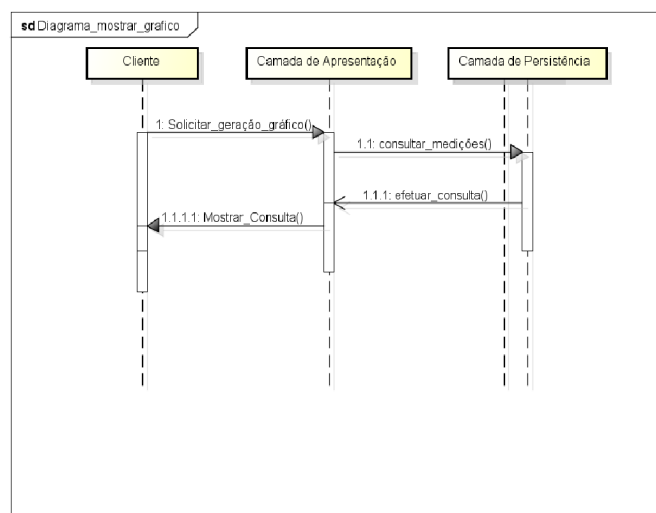 sd Diagrama_mostrar_grafico
Cliente
Camada de Apresentação
Camada de Persistência
1: Solicitar_geração_gráfico()
1.1: consultar_medições()
1.1.1: efetuar_consulta()
1.1.1.1: Mostrar_Consulta()